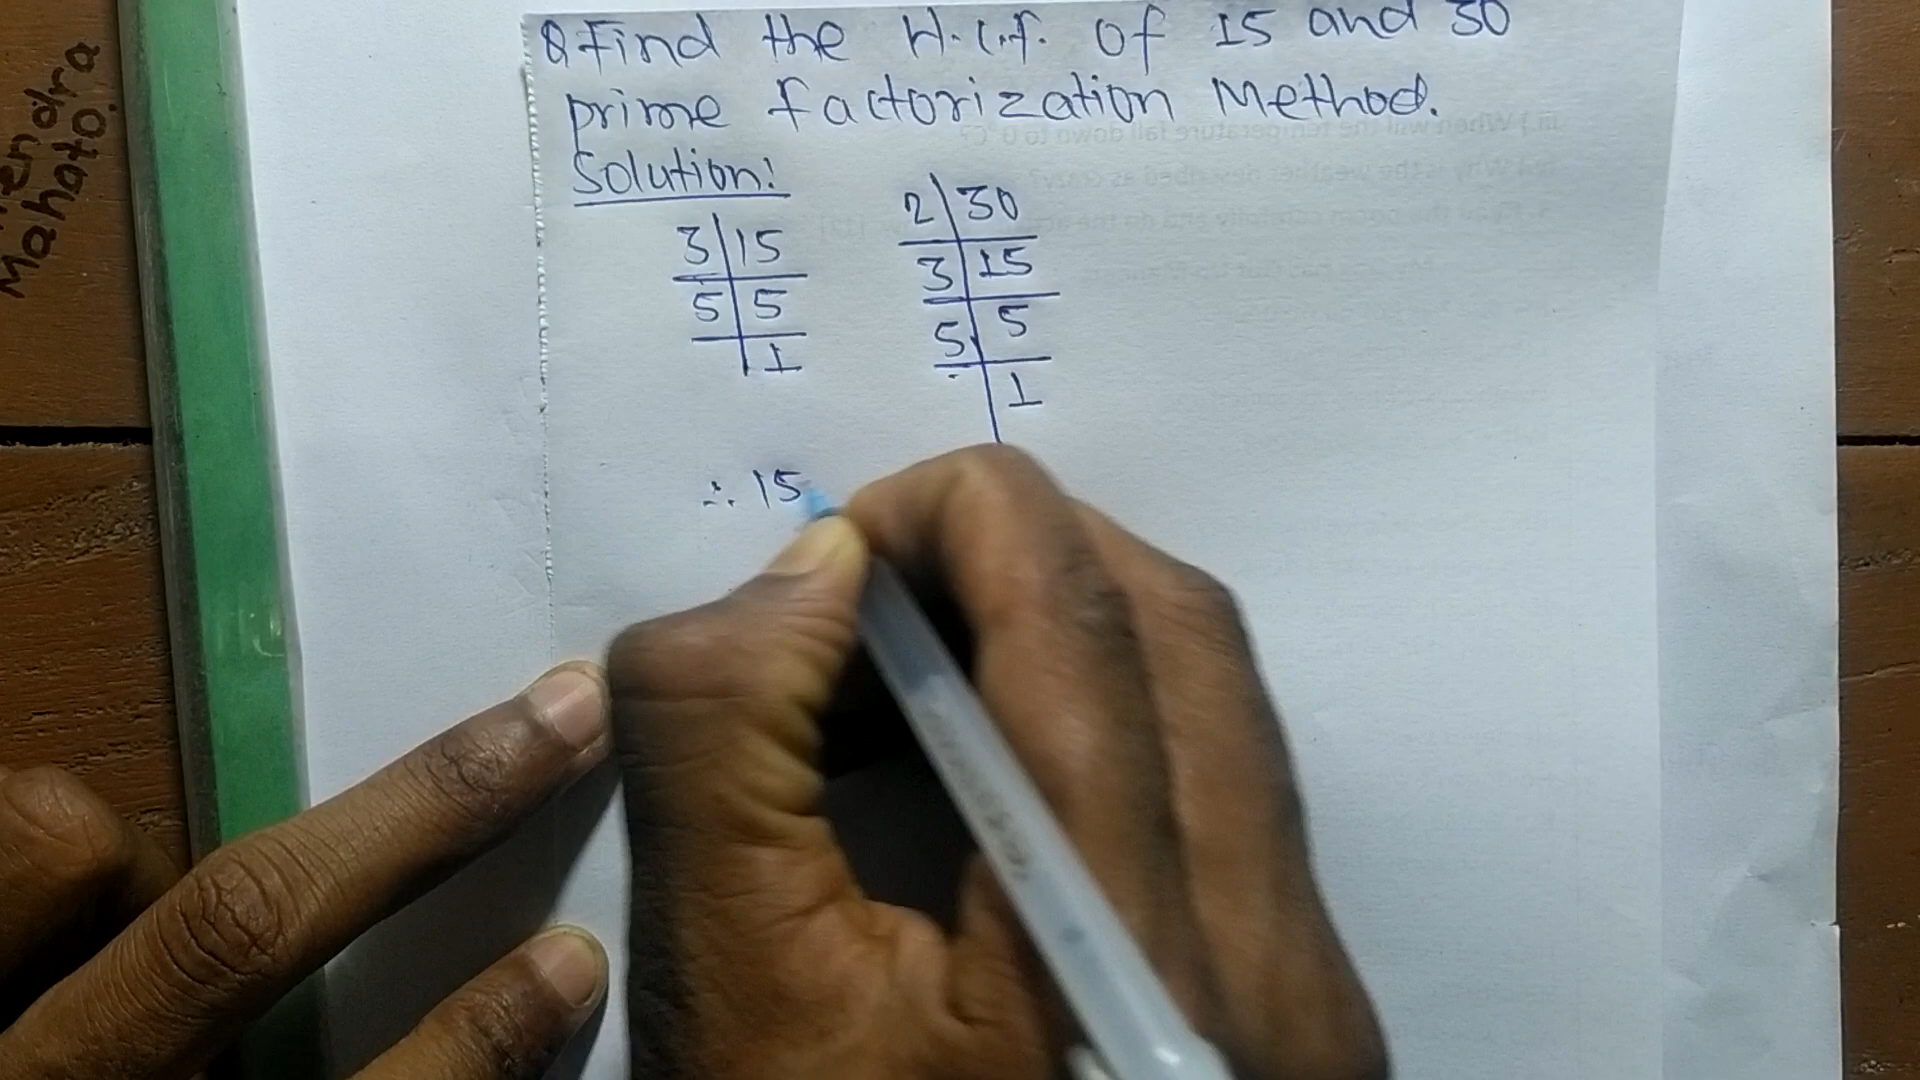 Q Find the H.C.F. of 15 and 30
prime factorization Method.
Solution:
3 15
5 5
1
2 30
3 15
5 5
1
∴ 15
Mahato.